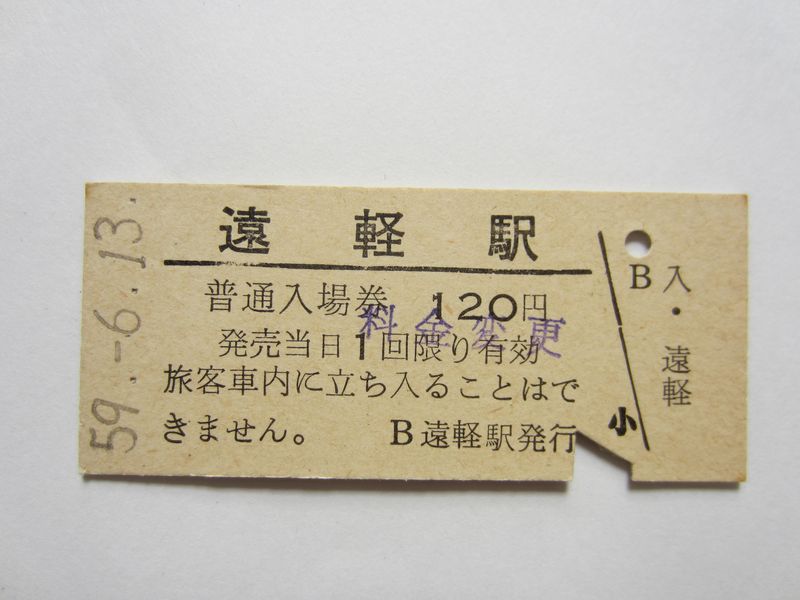 遠軽駅
普通入場券 120円
料金変更
発売当日1回限り有効
旅客車内に立ち入ることはで
きません。 B遠軽駅発行
59.-6.13.
小
B
入・遠軽